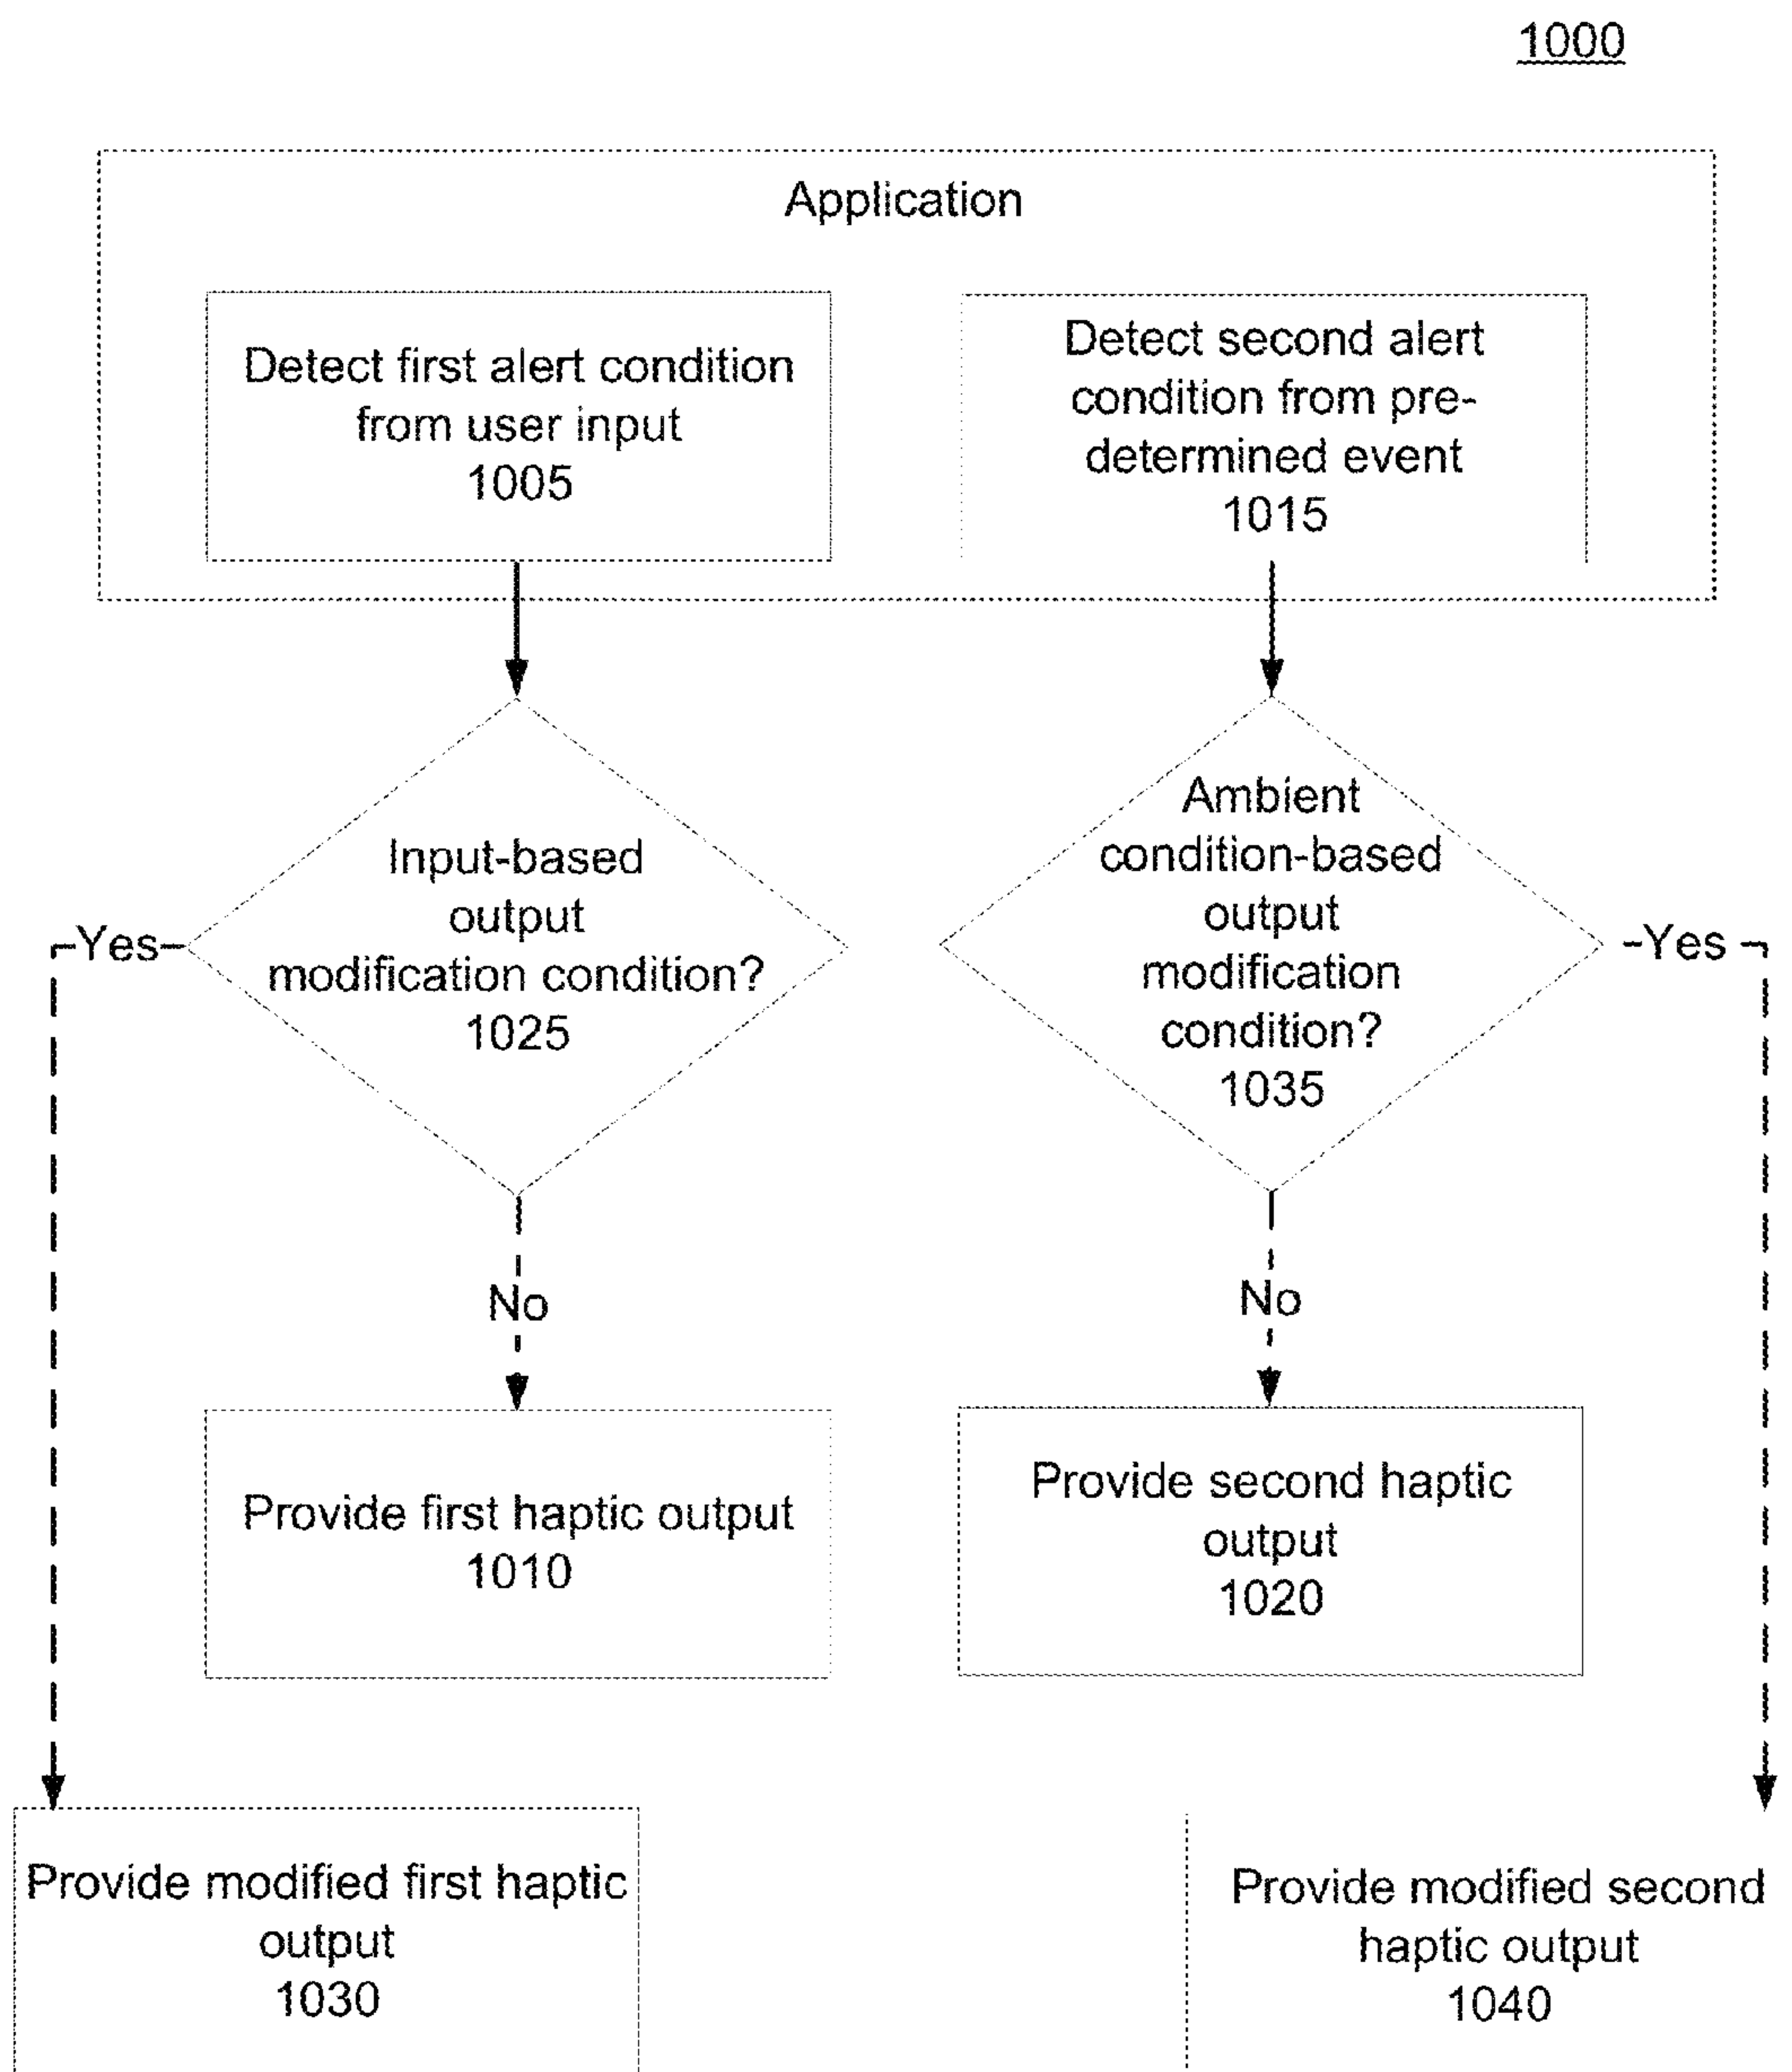 1000
Application
Detect first alert condition
from user input
1005
Detect second alert
condition from pre-
determined event
1015
Input-based
output
modification condition?
1025
Ambient
condition-based
output
modification
condition?
1035
Yes
Yes
No
No
Provide first haptic output
1010
Provide second haptic
output
1020
Provide modified first haptic
output
1030
Provide modified second
haptic output
1040